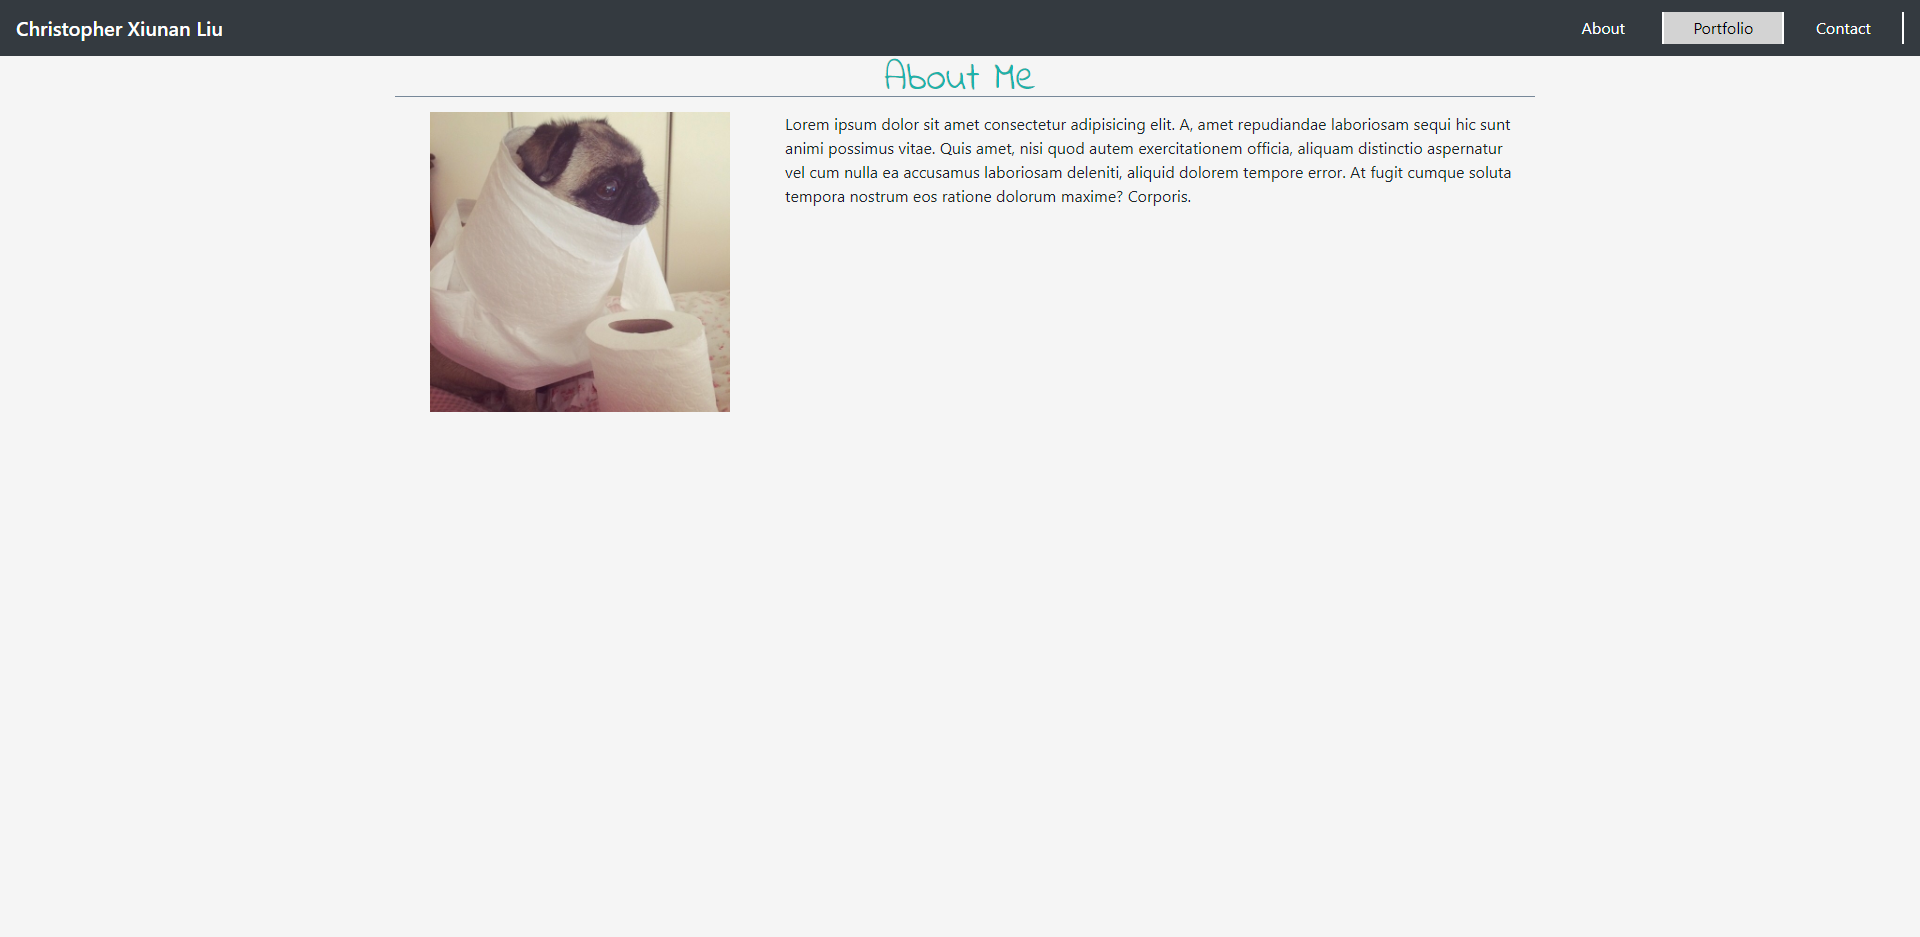 Christopher Xiunan Liu
About
Portfolio
Contact
About Me
Lorem ipsum dolor sit amet consectetur adipisicing elit. A, amet repudiandae laboriosam sequi hic sunt
animi possimus vitae. Quis amet, nisi quod autem exercitationem officia, aliquam distinctio aspernatur
vel cum nulla ea accusamus laboriosam deleniti, aliquid dolorem tempore error. At fugit cumque soluta
tempora nostrum eos ratione dolorum maxime? Corporis.